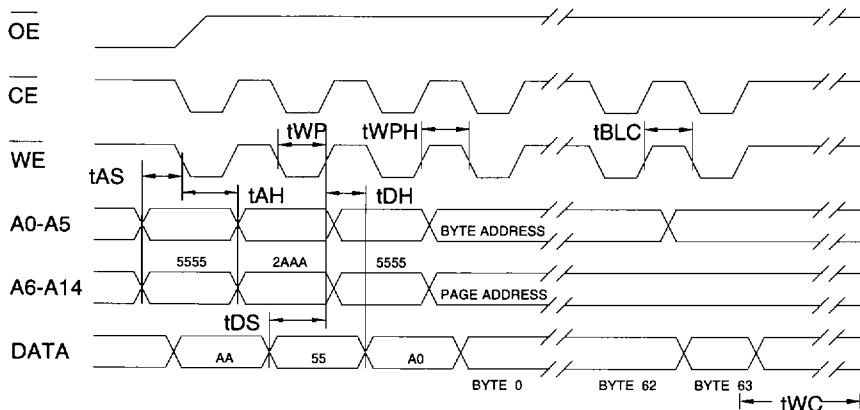 OE
CE
tWP tWPH tBLC
WE
tAS
tAH tDH
A0-A5 BYTE ADDRESS
5555 2AAA 5555
A6-A14 PAGE ADDRESS
tDS
DATA AA 55 A0
BYTE 0 BYTE 62 BYTE 63
tWC